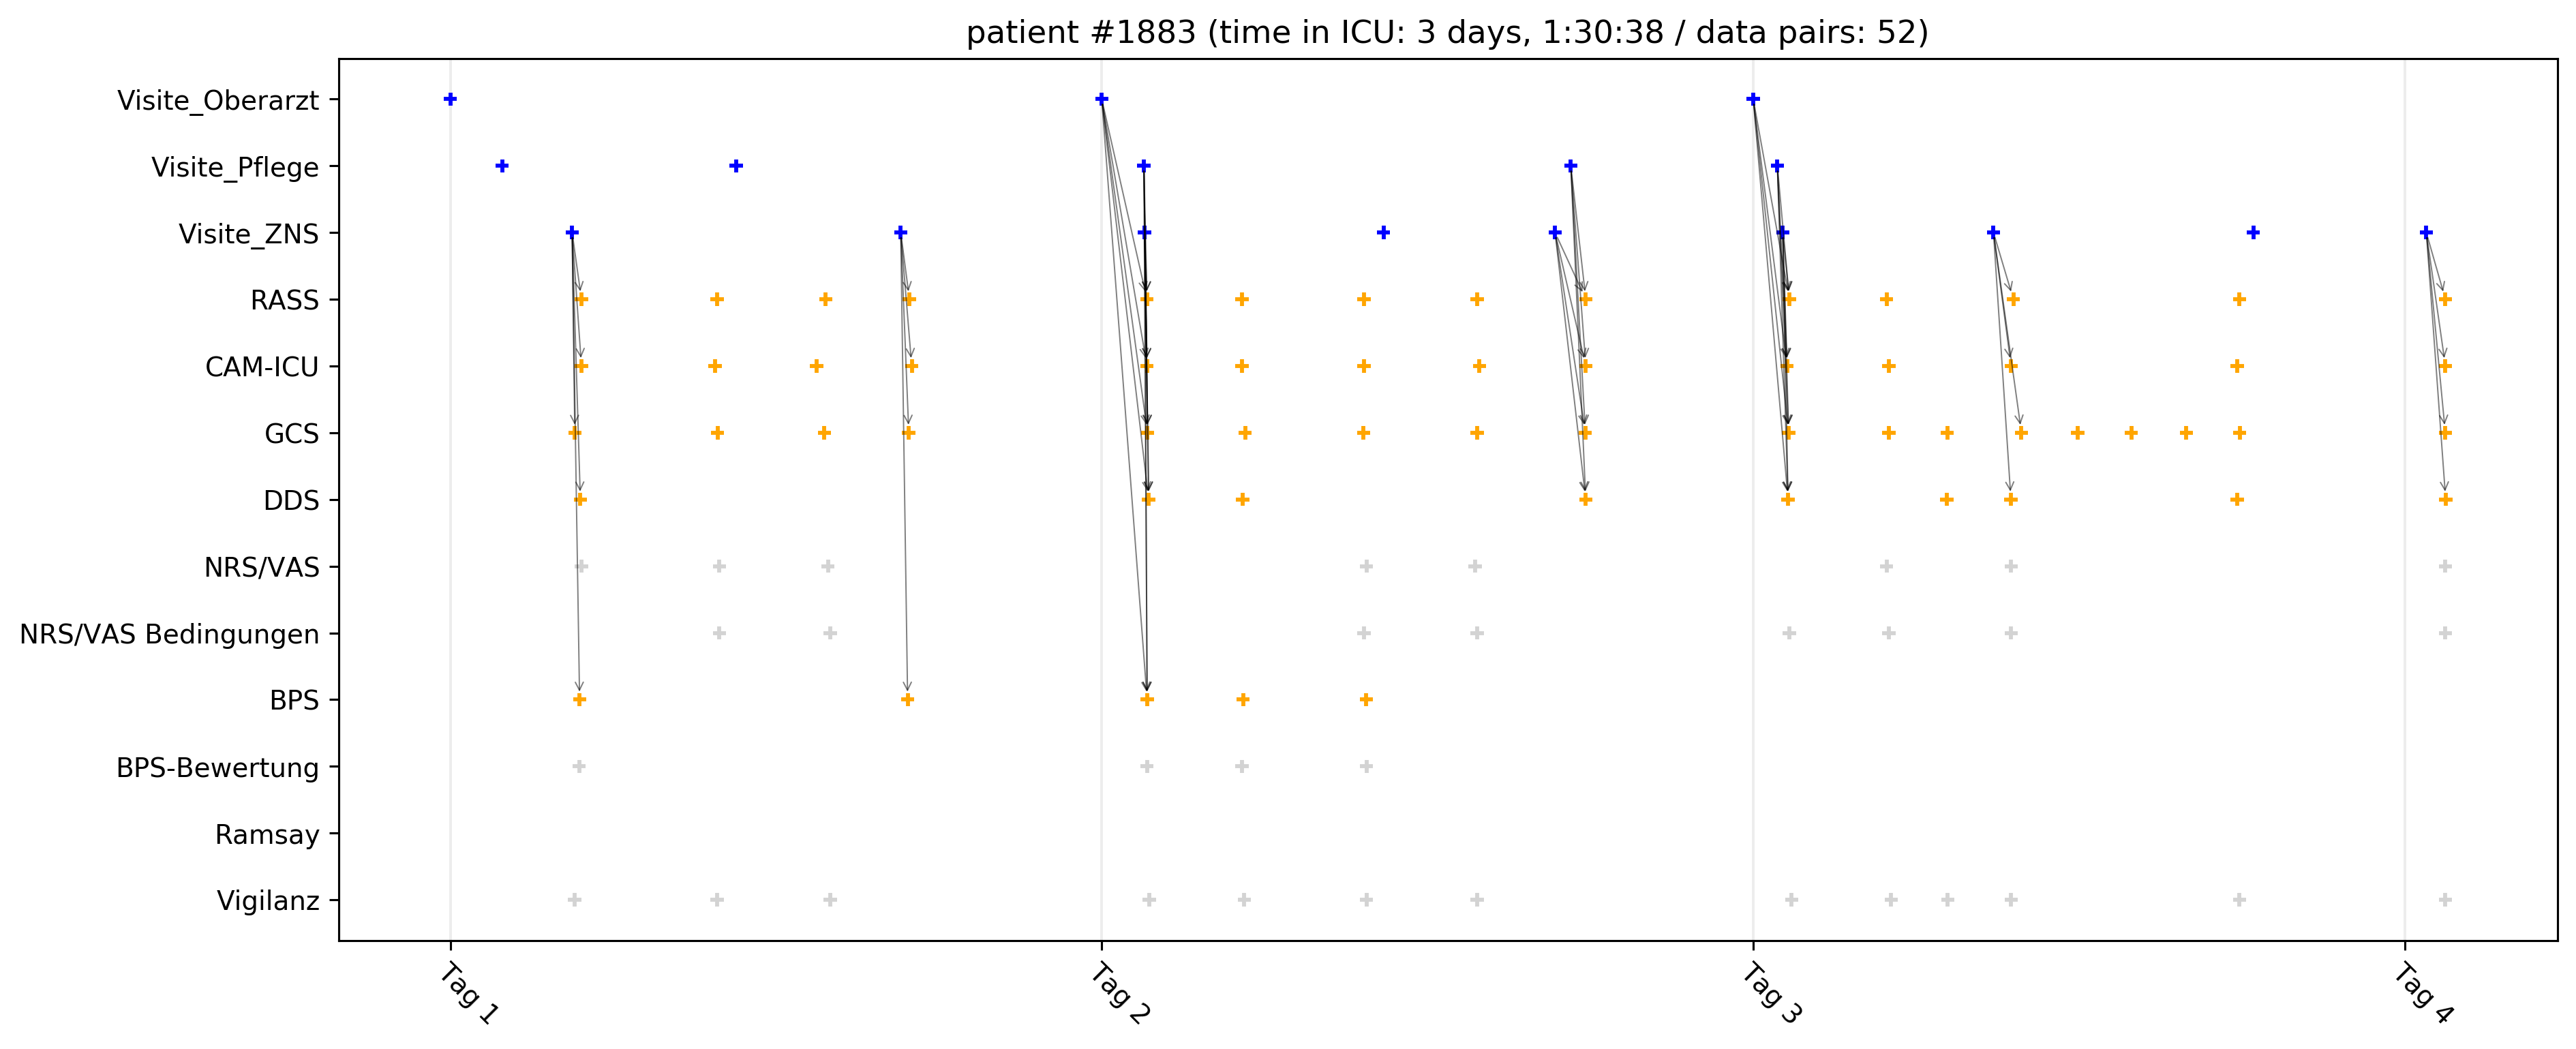 patient #1883 (time in ICU: 3 days, 1:30:38 / data pairs: 52)
Visite_Oberarzt
Visite_Pflege
Visite_ZNS
RASS
CAM-ICU
GCS
DDS
NRS/VAS
NRS/VAS Bedingungen
BPS
BPS-Bewertung
Ramsay
Vigilanz
Tag 1
Tag 2
Tag 3
Tag 4